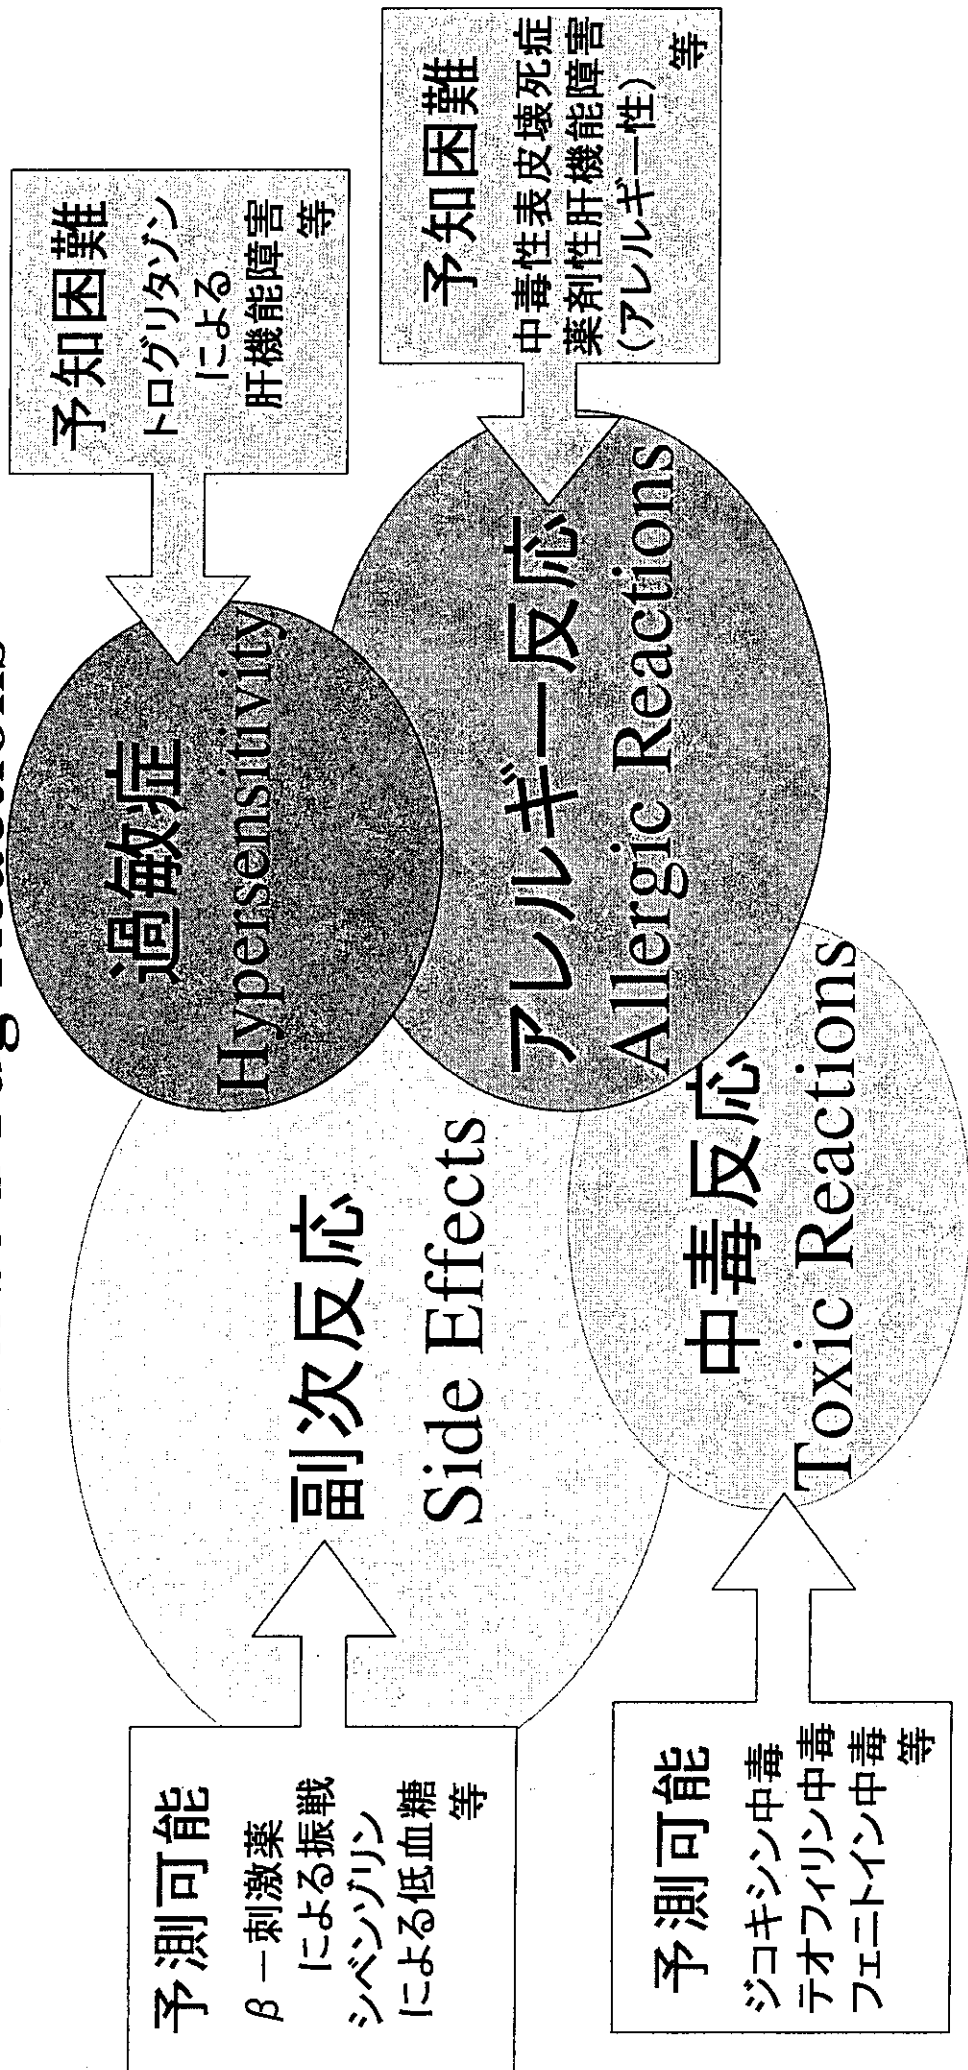 過敏症
Hypersensitivity
予知困難
トログリタゾン
による
肝機能障害
等
副次反応
Side Effects
予測可能
β－刺激薬
による振戦
シベンゾリン
による低血糖
等
アレルギー反応
Allergic Reactions
予知困難
中毒性表皮壊死症
薬剤性肝機能障害
(アレルギー性)
等
中毒反応
Toxic Reactions
予測可能
ジコキシン中毒
テオフィリン中毒
フェニトイン中毒
等